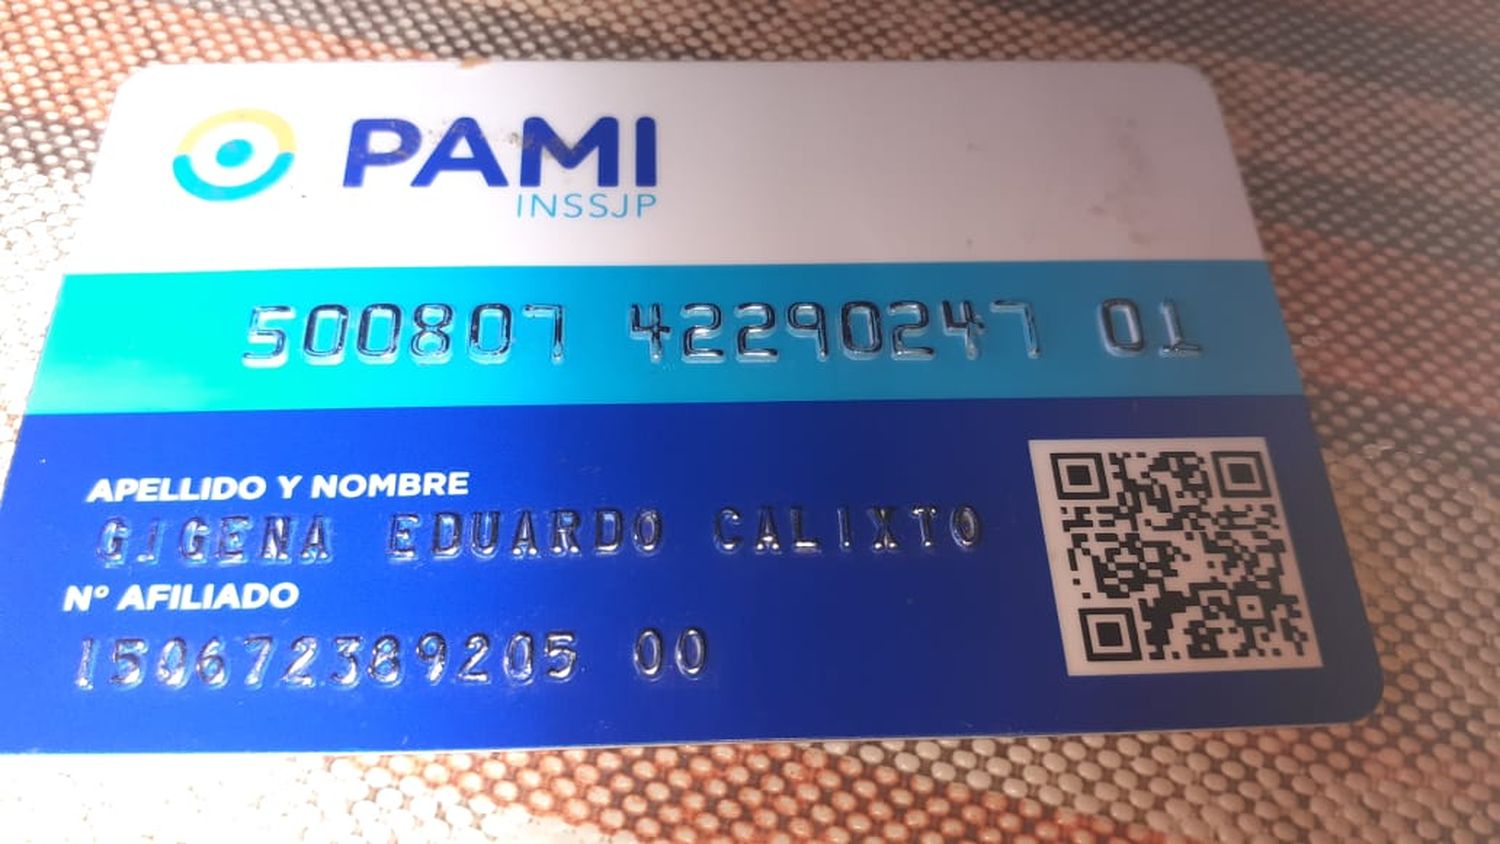 PAMI
INSSJP
500807 42290247 01
APELLIDO Y NOMBRE
GIGENA EDUARDO CALIXTO
Nº AFILIADO
150672389205 00